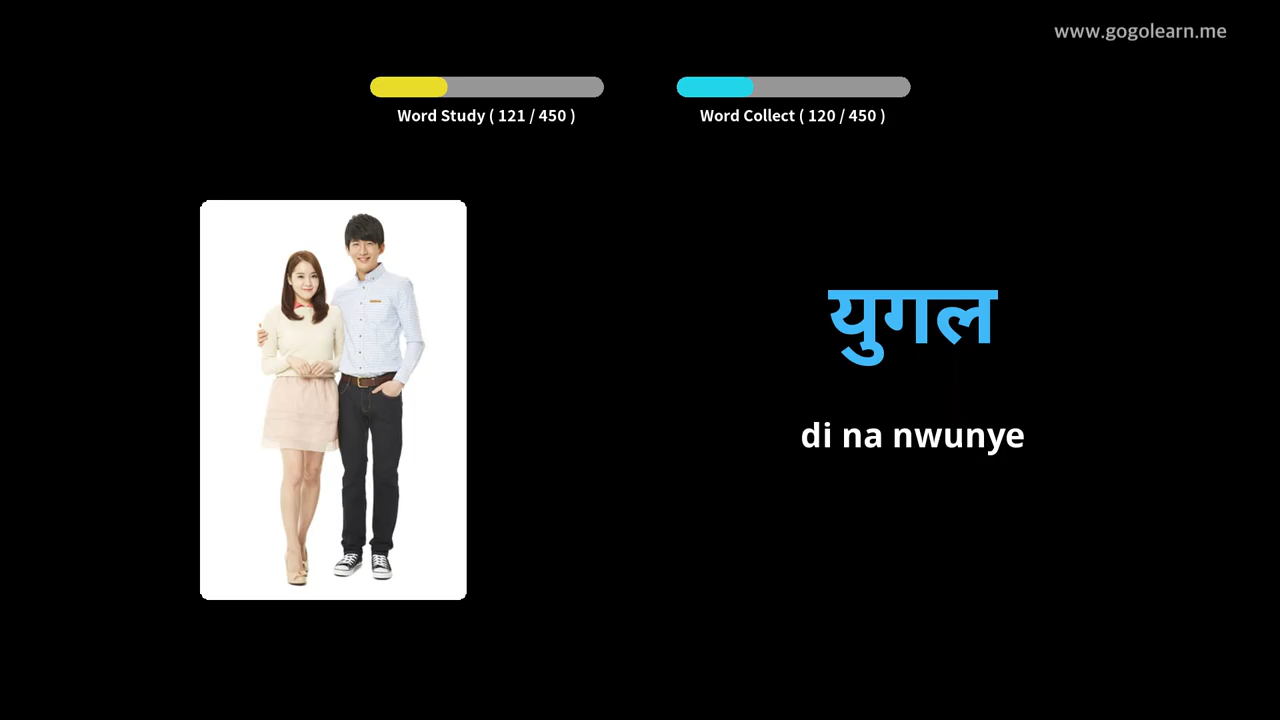 www.gogolearn.me
Word Study ( 121 / 450 )
Word Collect ( 120 / 450 )
युगल
di na nwunye